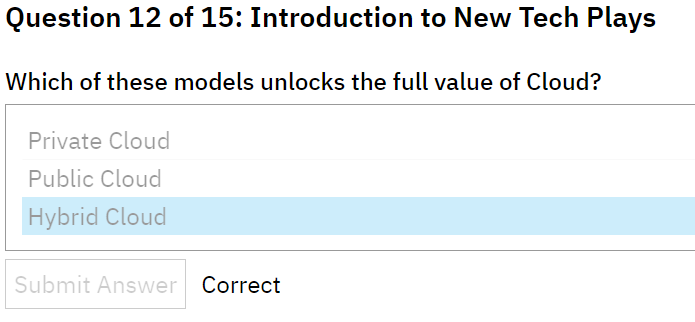 Question 12 of 15: Introduction to New Tech Plays
Which of these models unlocks the full value of Cloud?
Private Cloud
Public Cloud
Hybrid Cloud
Submit Answer Correct